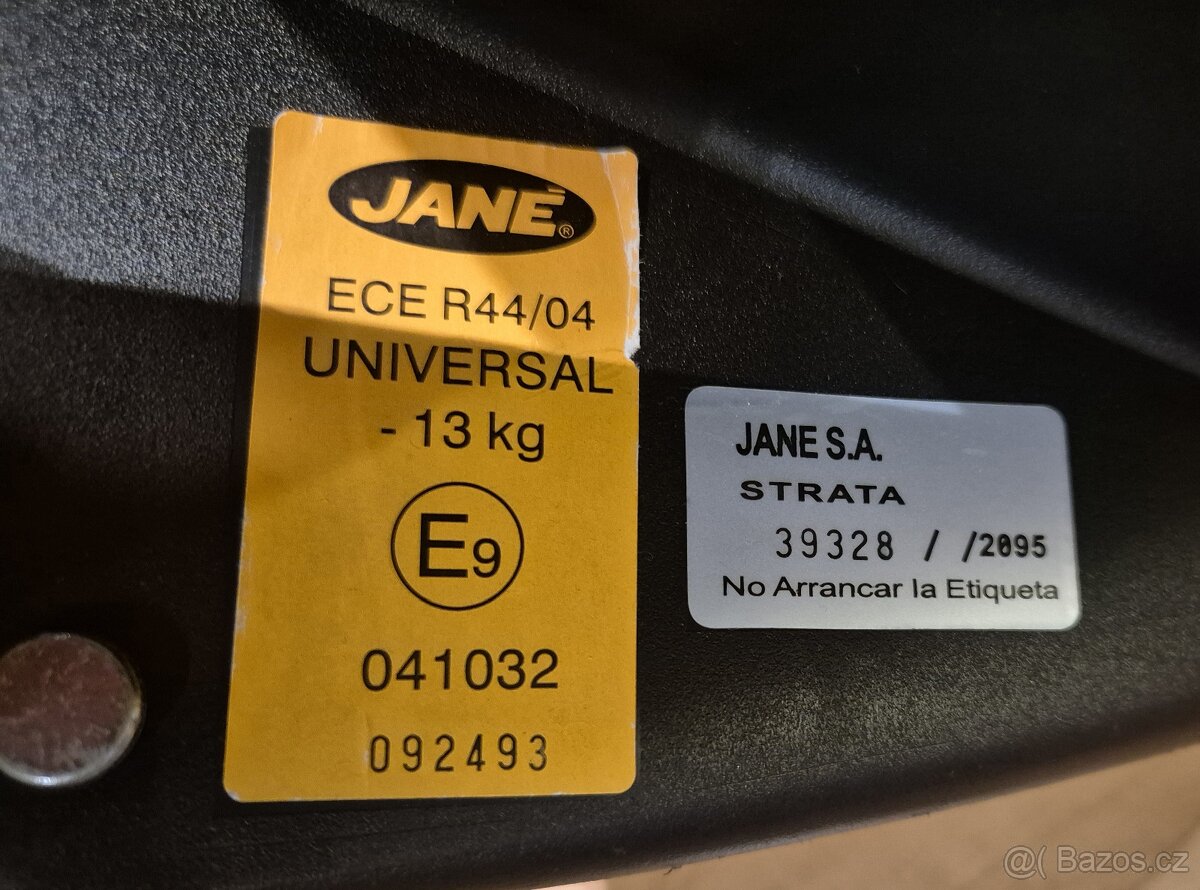 JANÉ®
ECE R44/04
UNIVERSAL
- 13 kg
E9
041032
092493
JANE S.A.
STRATA
39328 / /2095
No Arrancar la Etiqueta
@( Bazos.cz